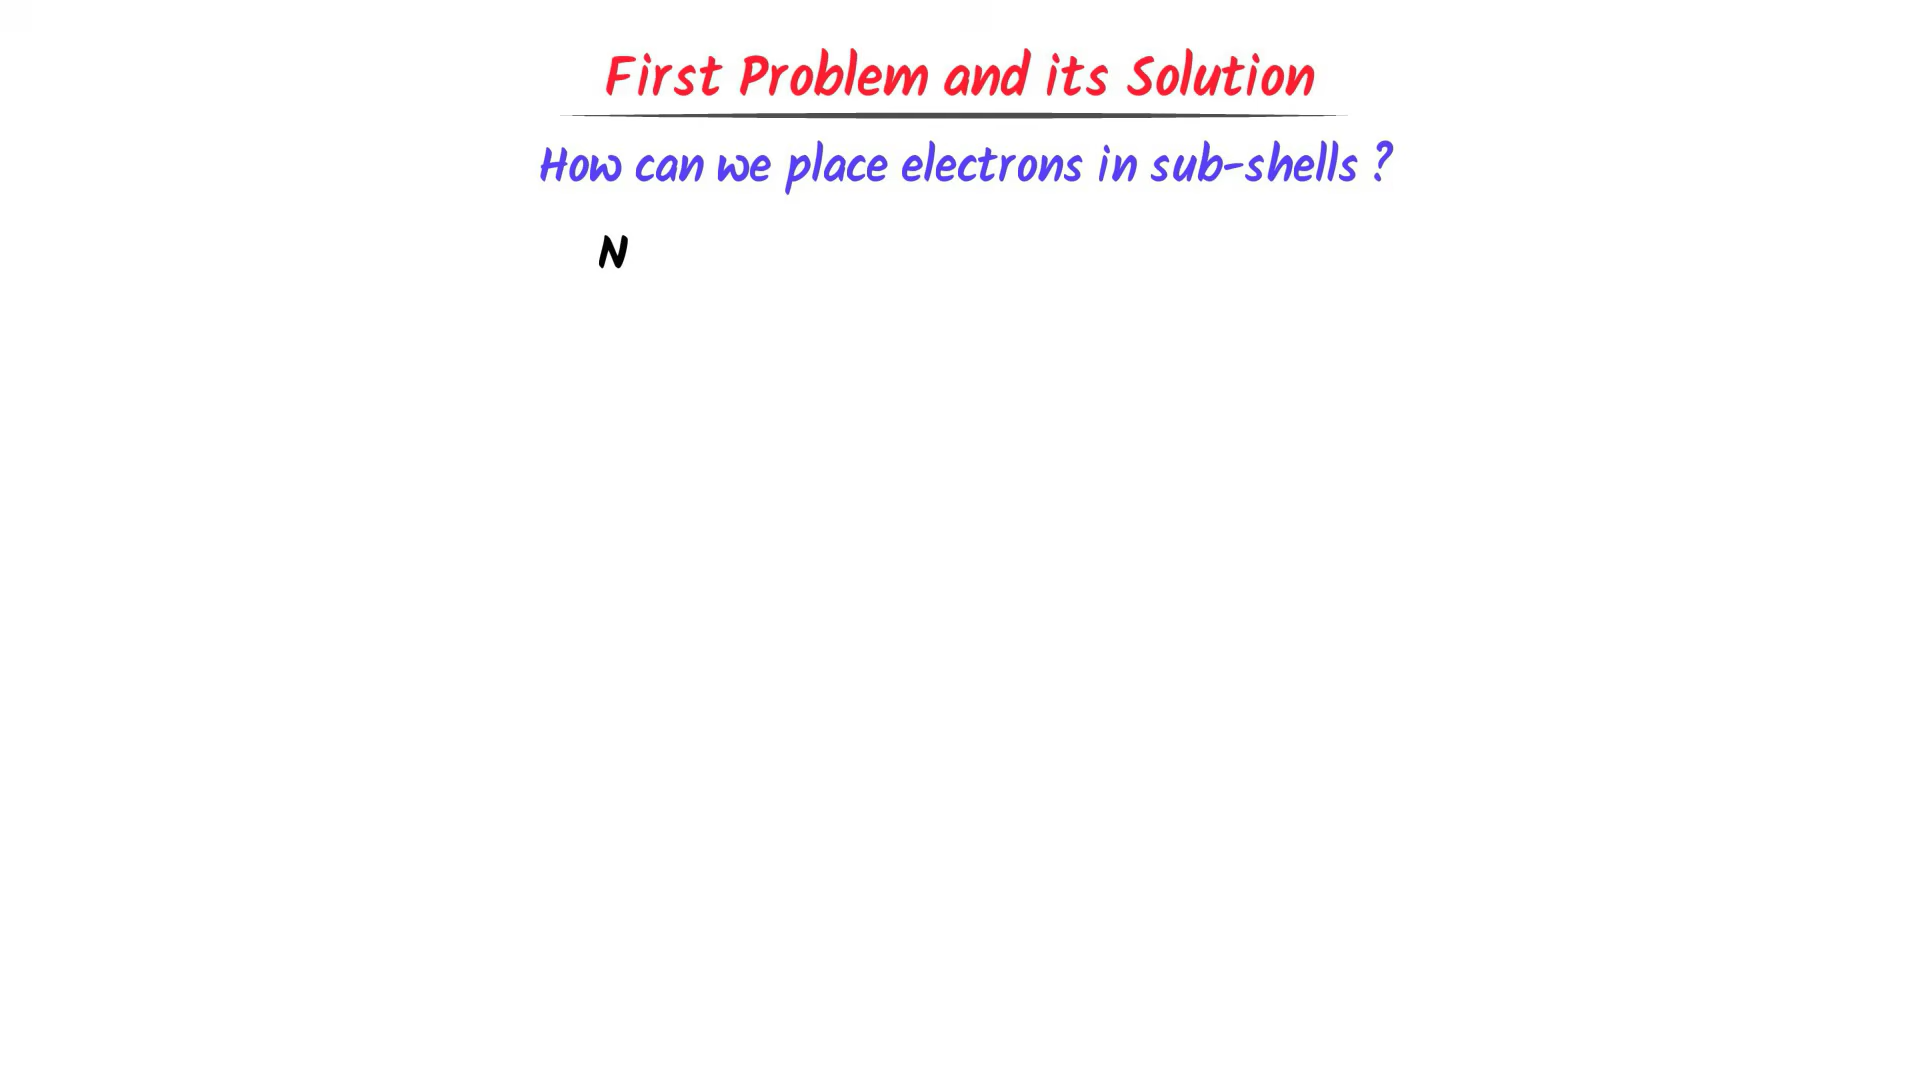 First Problem and its Solution
How can we place electrons in sub-shells ?
N